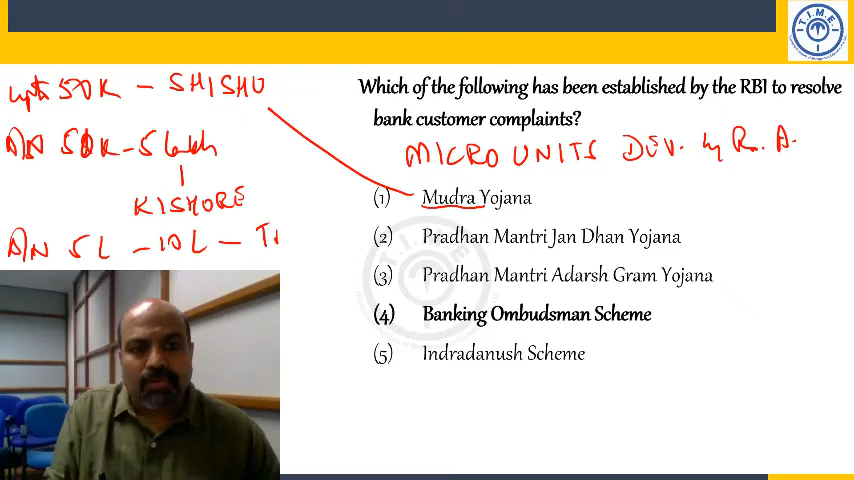 T.I.M.E.
upto 50K - SHISHU
50K - 5 Lakh
KISHORE
5L - 10L -
Which of the following has been established by the RBI to resolve
bank customer complaints?
MICRO UNITS DEV. Re. A.
(1) Mudra Yojana
(2) Pradhan Mantri Jan Dhan Yojana
(3) Pradhan Mantri Adarsh Gram Yojana
(4) Banking Ombudsman Scheme
(5) Indradanush Scheme